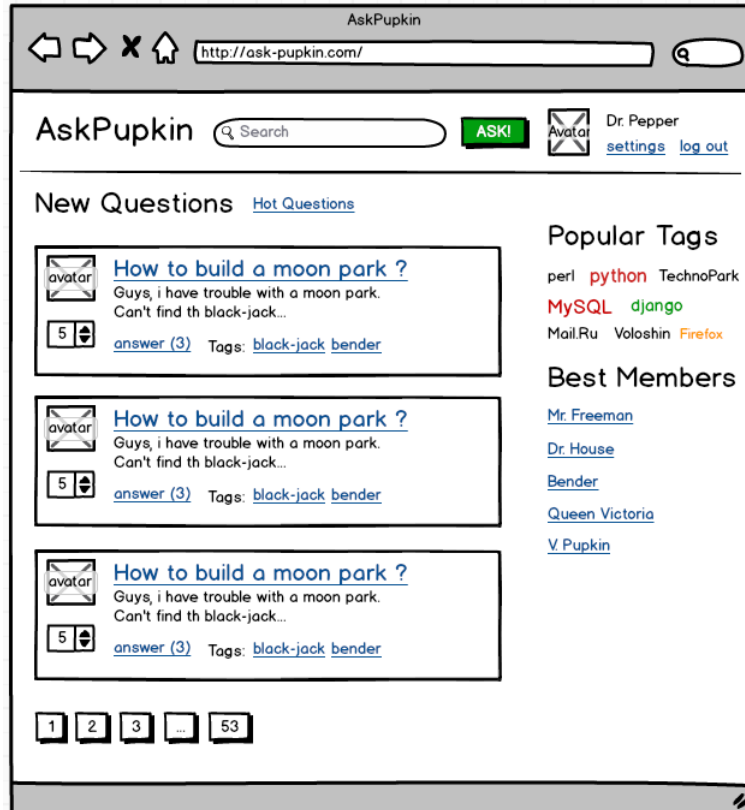 AskPupkin
http://ask-pupkin.com/
AskPupkin Search ASK! Avatar Dr. Pepper
settings log out
New Questions Hot Questions
avatar How to build a moon park ?
Guys, i have trouble with a moon park.
Can't find th black-jack...
5 answer (3) Tags: black-jack bender
avatar How to build a moon park ?
Guys, i have trouble with a moon park.
Can't find th black-jack...
5 answer (3) Tags: black-jack bender
avatar How to build a moon park ?
Guys, i have trouble with a moon park.
Can't find th black-jack...
5 answer (3) Tags: black-jack bender
1 2 3 ... 53
Popular Tags
perl python TechnoPark
MySQL django
Mail.Ru Voloshin Firefox
Best Members
Mr. Freeman
Dr. House
Bender
Queen Victoria
V. Pupkin